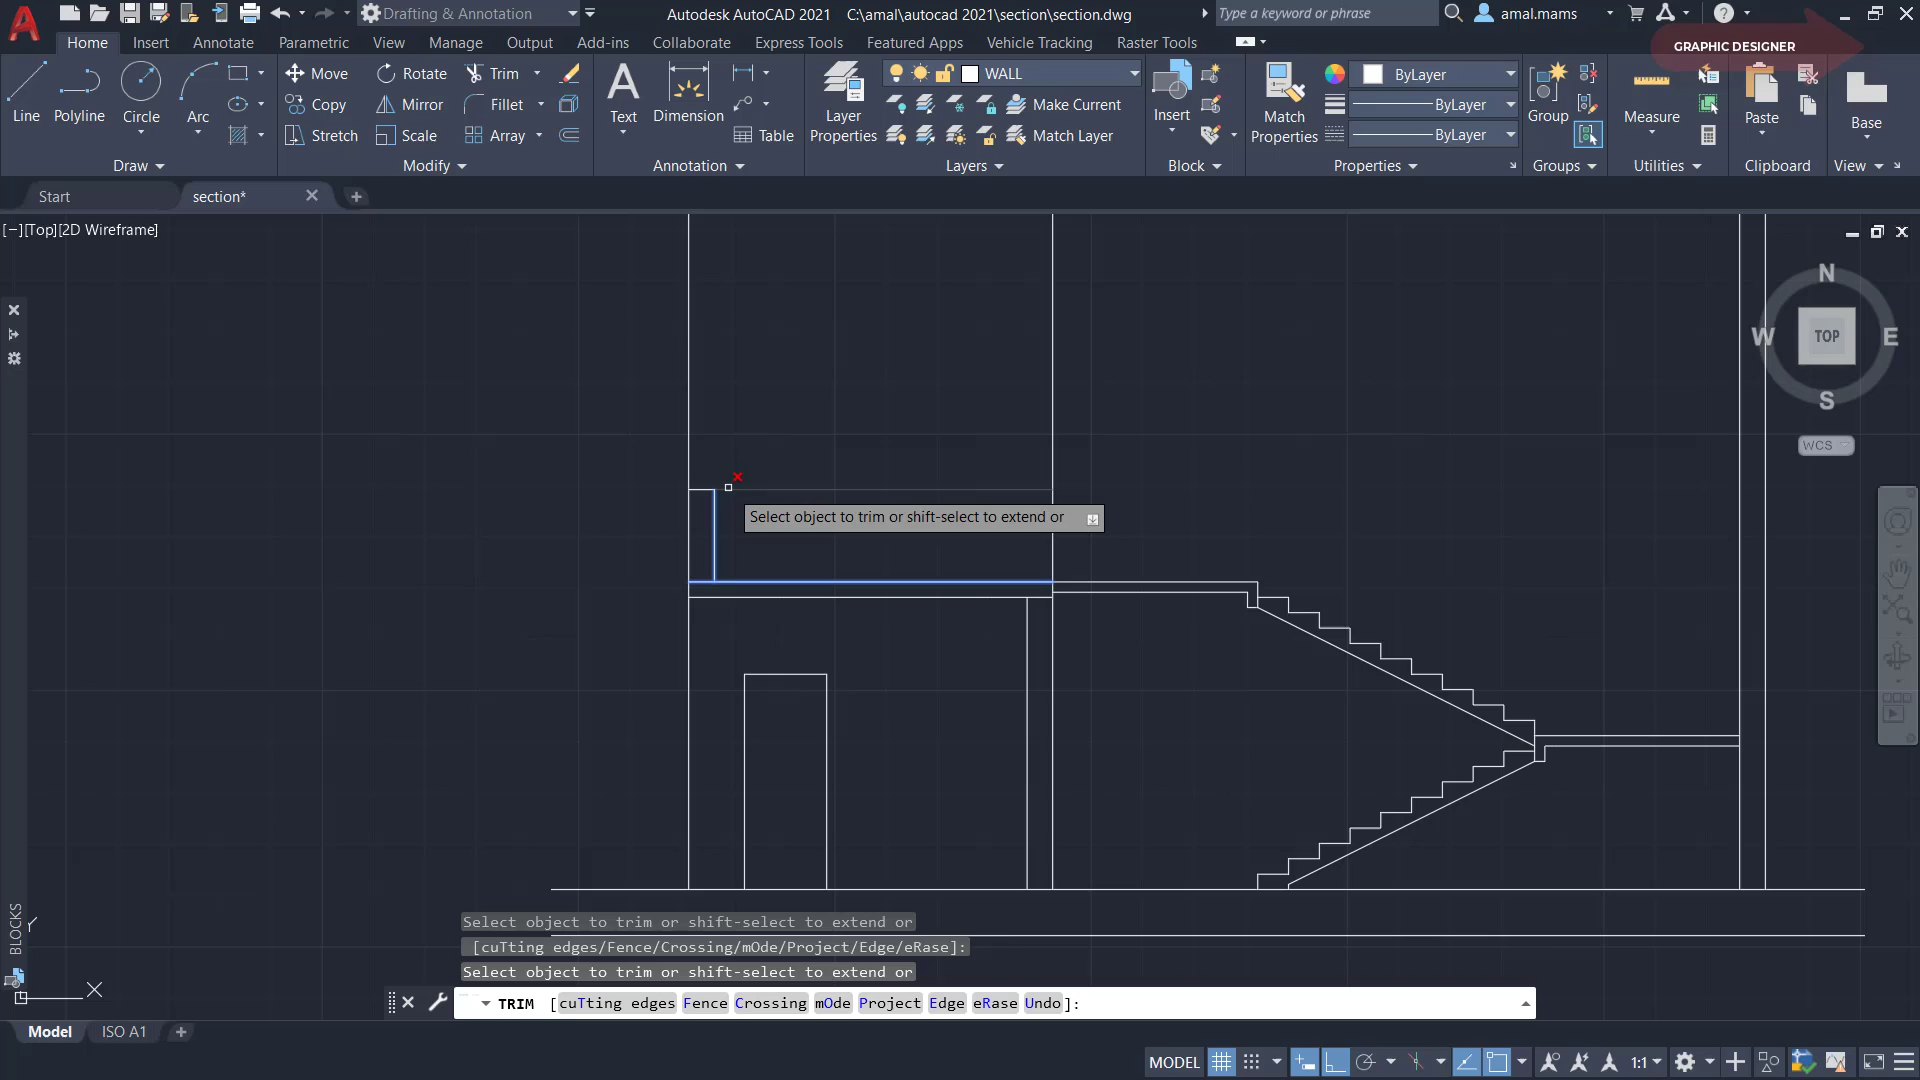 Drafting & Annotation
Autodesk AutoCAD 2021 C:\amal\autocad 2021\section\section.dwg
Type a keyword or phrase
amal.mams
Home Insert Annotate Parametric View Manage Output Add-ins Collaborate Express Tools Featured Apps Vehicle Tracking Raster Tools
GRAPHIC DESIGNER
Move Rotate Trim
WALL
ByLayer
Copy Mirror Fillet
Make Current
ByLayer
Line Polyline Circle Arc
Text Dimension
Layer Properties
Insert
Match Properties
Group
Measure
Paste
Base
Stretch Scale Array
Table
Match Layer
ByLayer
Draw Modify Annotation Layers Block Properties Groups Utilities Clipboard View
Start section*
[−][Top][2D Wireframe]
N
W TOP E
S
WCS
Select object to trim or shift-select to extend or
BLOCKS
Y
X
Select object to trim or shift-select to extend or
[cuTting edges/Fence/Crossing/mOde/Project/Edge/eRase]:
Select object to trim or shift-select to extend or
TRIM [cuTting edges Fence Crossing mOde Project Edge eRase Undo]:
Model ISO A1
MODEL 1:1